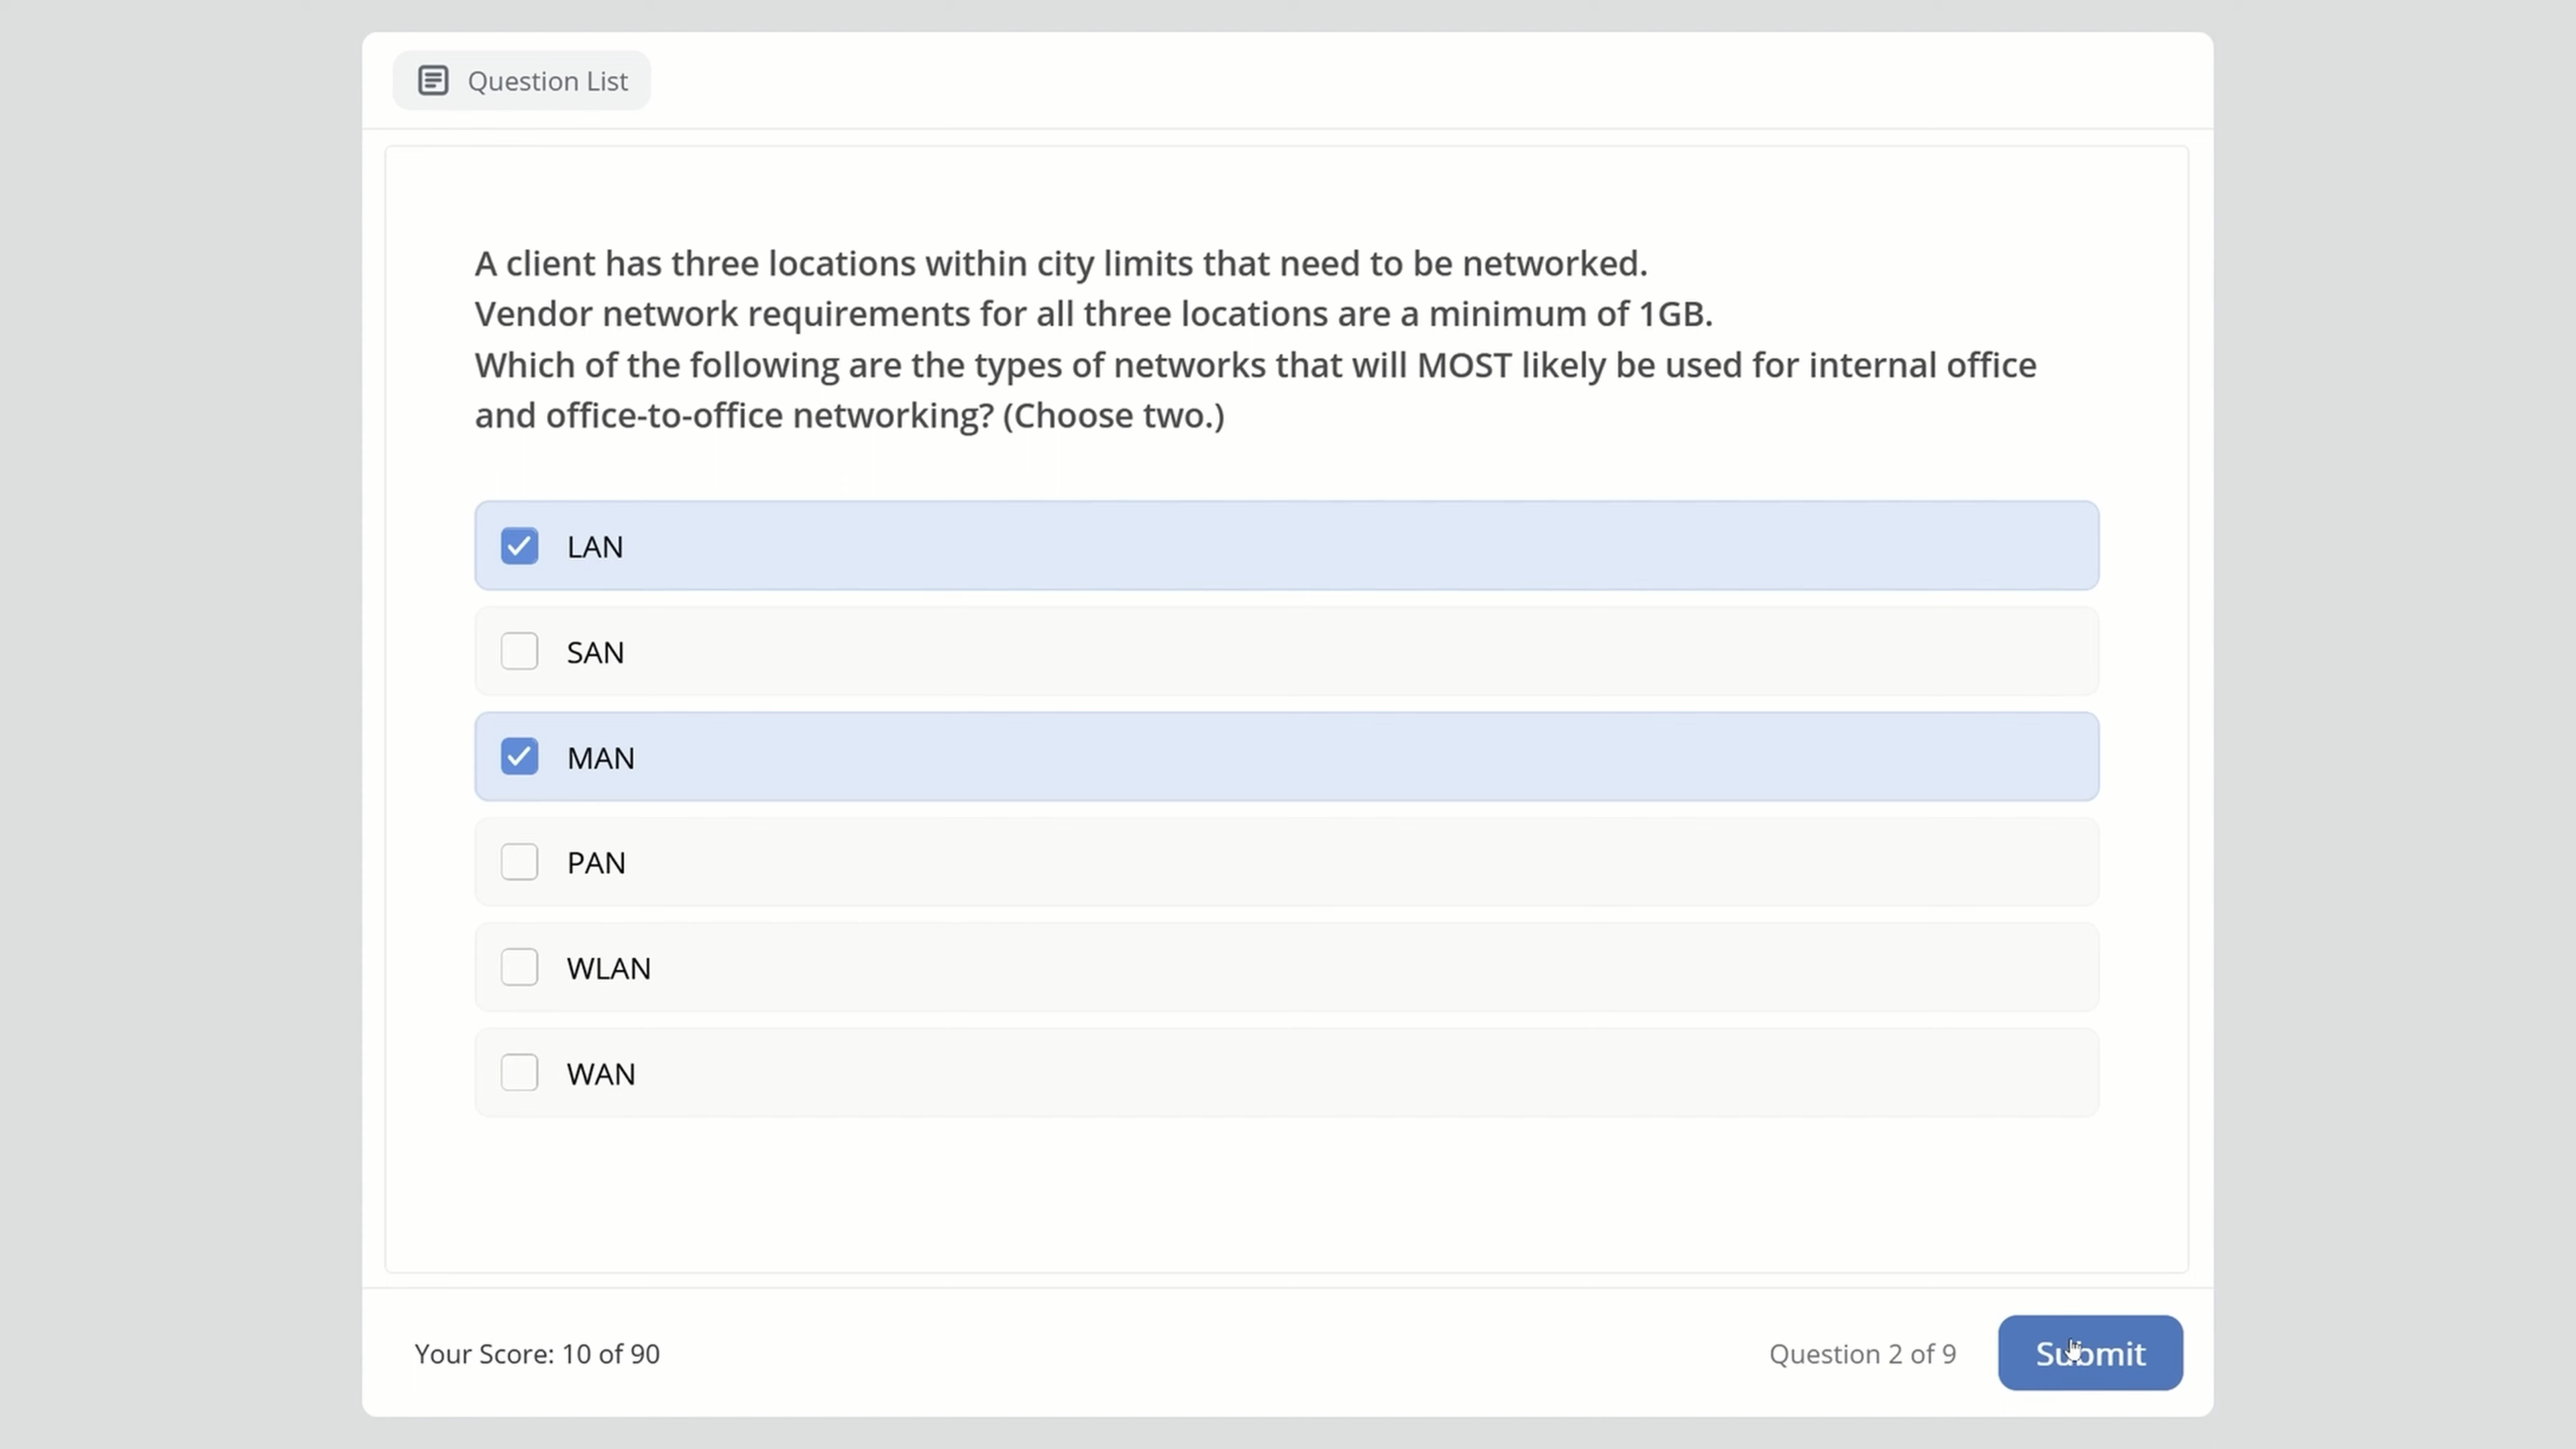 Question List
A client has three locations within city limits that need to be networked.
Vendor network requirements for all three locations are a minimum of 1GB.
Which of the following are the types of networks that will MOST likely be used for internal office
and office-to-office networking? (Choose two.)
LAN
SAN
MAN
PAN
WLAN
WAN
Your Score: 10 of 90
Question 2 of 9
Submit